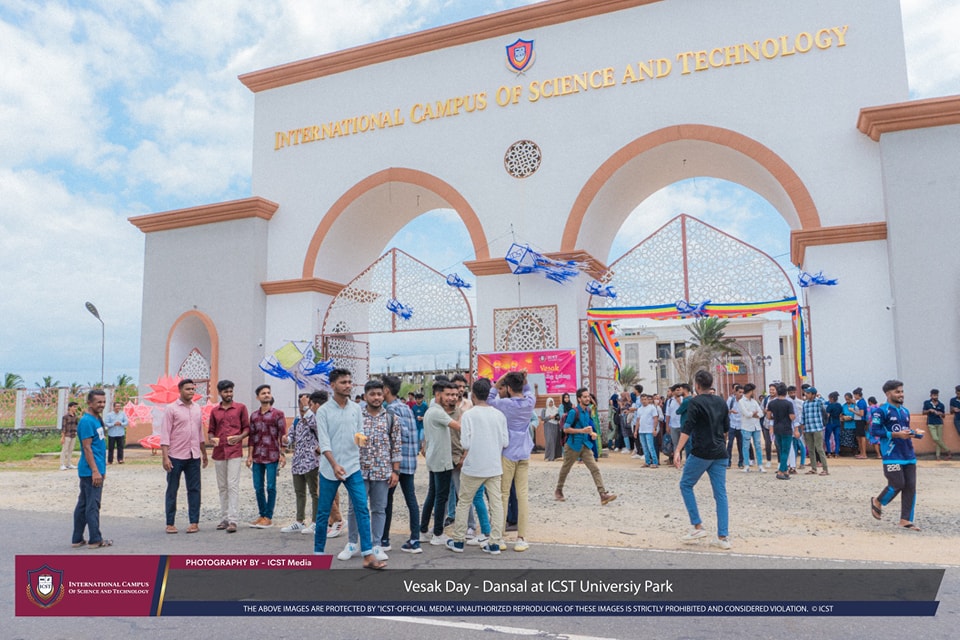 INTERNATIONAL CAMPUS OF SCIENCE AND TECHNOLOGY
ICST
Vesak
PHOTOGRAPHY BY - ICST Media
ICST
INTERNATIONAL CAMPUS
OF SCIENCE AND TECHNOLOGY
Vesak Day - Dansal at ICST Universiy Park
THE ABOVE IMAGES ARE PROTECTED BY "ICST-OFFICIAL MEDIA". UNAUTHORIZED REPRODUCING OF THESE IMAGES IS STRICTLY PROHIBITED AND CONSIDERED VIOLATION. © ICST